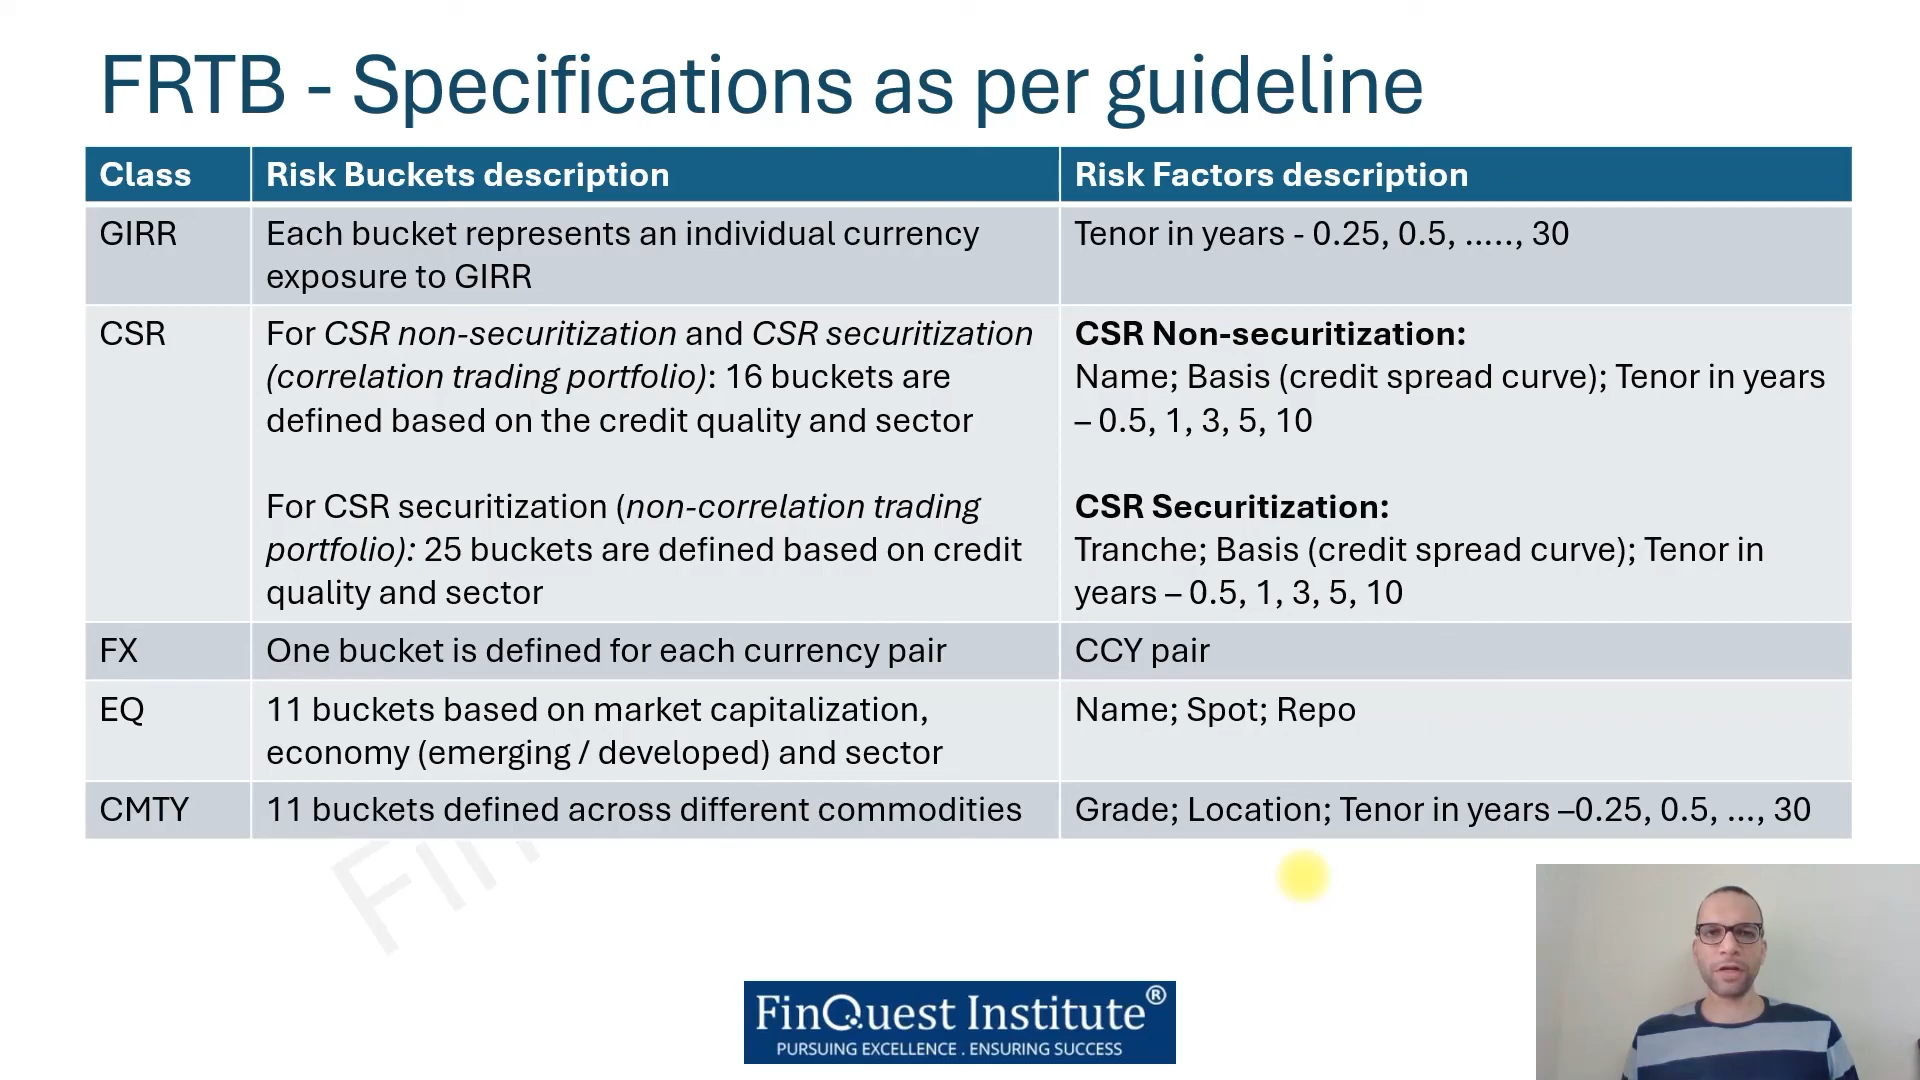 FRTB - Specifications as per guideline
Class
Risk Buckets description
Risk Factors description
GIRR
Each bucket represents an individual currency
exposure to GIRR
Tenor in years - 0.25, 0.5, ....., 30
CSR
For CSR non-securitization and CSR securitization
(correlation trading portfolio): 16 buckets are
defined based on the credit quality and sector
For CSR securitization (non-correlation trading
portfolio): 25 buckets are defined based on credit
quality and sector
CSR Non-securitization:
Name; Basis (credit spread curve); Tenor in years
– 0.5, 1, 3, 5, 10
CSR Securitization:
Tranche; Basis (credit spread curve); Tenor in
years – 0.5, 1, 3, 5, 10
FX
One bucket is defined for each currency pair
CCY pair
EQ
11 buckets based on market capitalization,
economy (emerging / developed) and sector
Name; Spot; Repo
CMTY
11 buckets defined across different commodities
Grade; Location; Tenor in years –0.25, 0.5, ..., 30
Fin
FinQuest Institute®
PURSUING EXCELLENCE . ENSURING SUCCESS